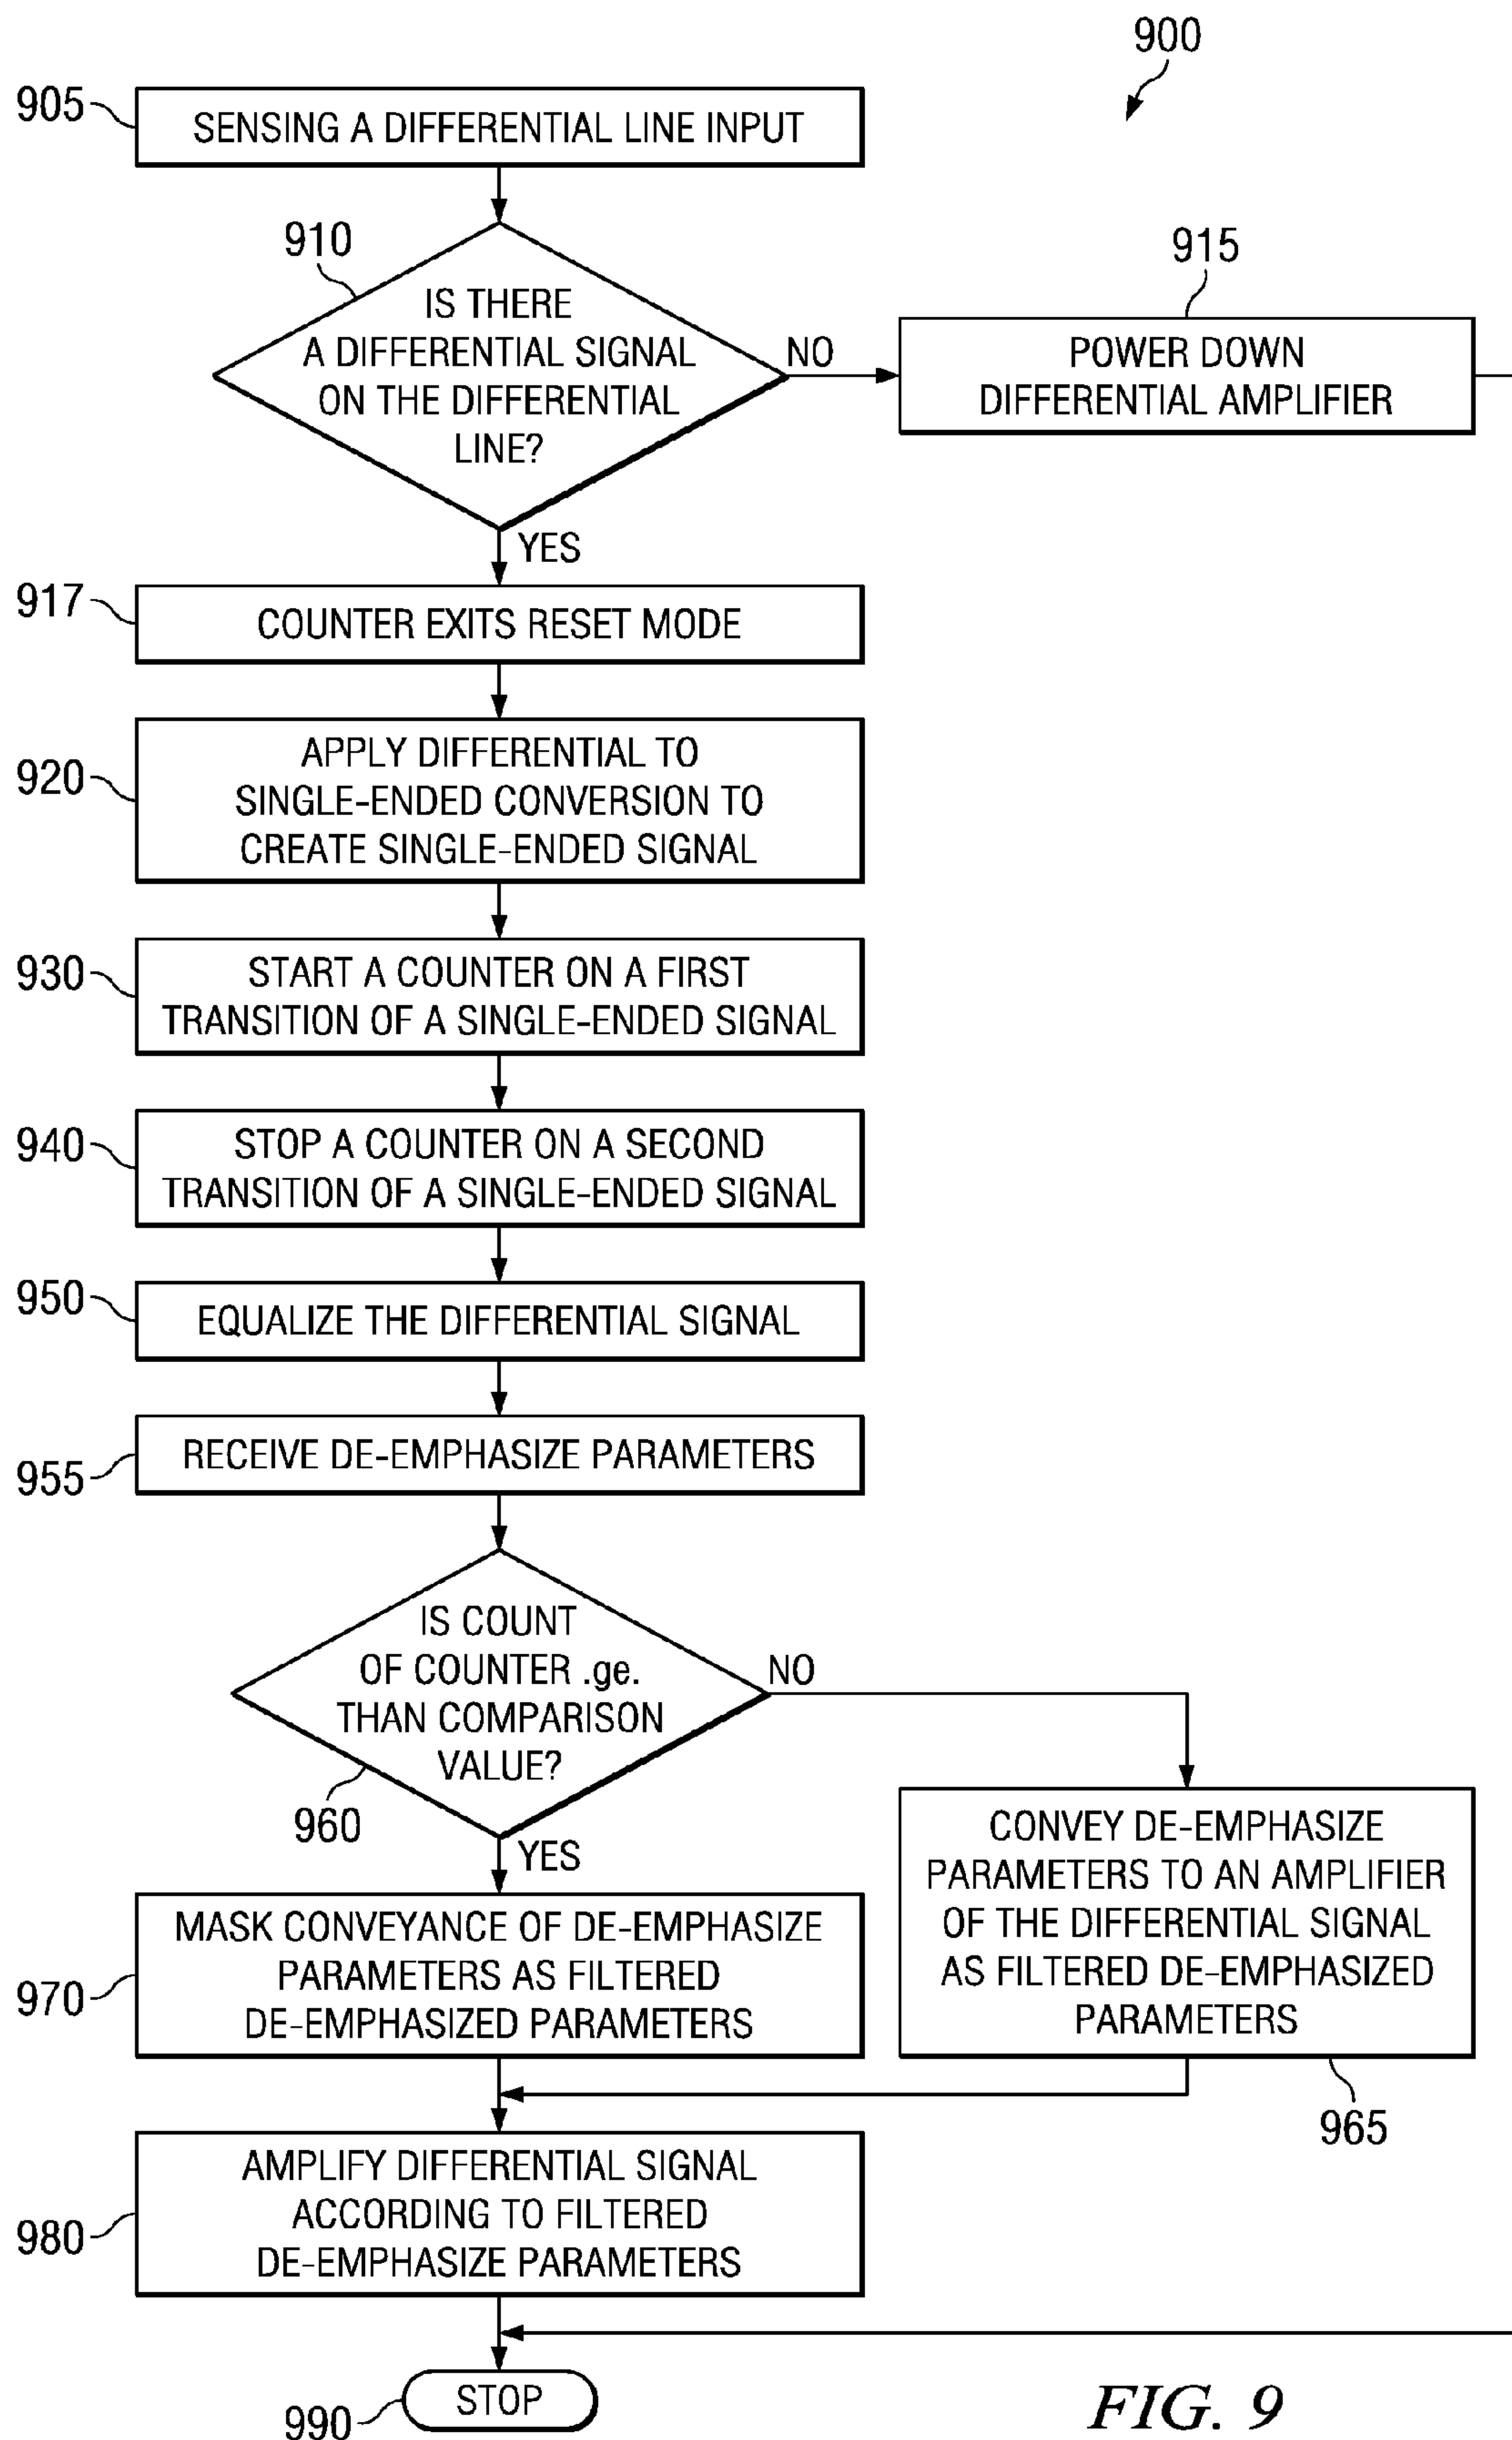 900
905
SENSING A DIFFERENTIAL LINE INPUT
910
IS THERE
A DIFFERENTIAL SIGNAL
ON THE DIFFERENTIAL
LINE?
NO
915
POWER DOWN
DIFFERENTIAL AMPLIFIER
YES
917
COUNTER EXITS RESET MODE
920
APPLY DIFFERENTIAL TO
SINGLE-ENDED CONVERSION TO
CREATE SINGLE-ENDED SIGNAL
930
START A COUNTER ON A FIRST
TRANSITION OF A SINGLE-ENDED SIGNAL
940
STOP A COUNTER ON A SECOND
TRANSITION OF A SINGLE-ENDED SIGNAL
950
EQUALIZE THE DIFFERENTIAL SIGNAL
955
RECEIVE DE-EMPHASIZE PARAMETERS
IS COUNT
OF COUNTER .ge.
THAN COMPARISON
VALUE?
960
NO
YES
CONVEY DE-EMPHASIZE
PARAMETERS TO AN AMPLIFIER
OF THE DIFFERENTIAL SIGNAL
AS FILTERED DE-EMPHASIZED
PARAMETERS
965
970
MASK CONVEYANCE OF DE-EMPHASIZE
PARAMETERS AS FILTERED
DE-EMPHASIZED PARAMETERS
980
AMPLIFY DIFFERENTIAL SIGNAL
ACCORDING TO FILTERED
DE-EMPHASIZE PARAMETERS
990
STOP
FIG. 9